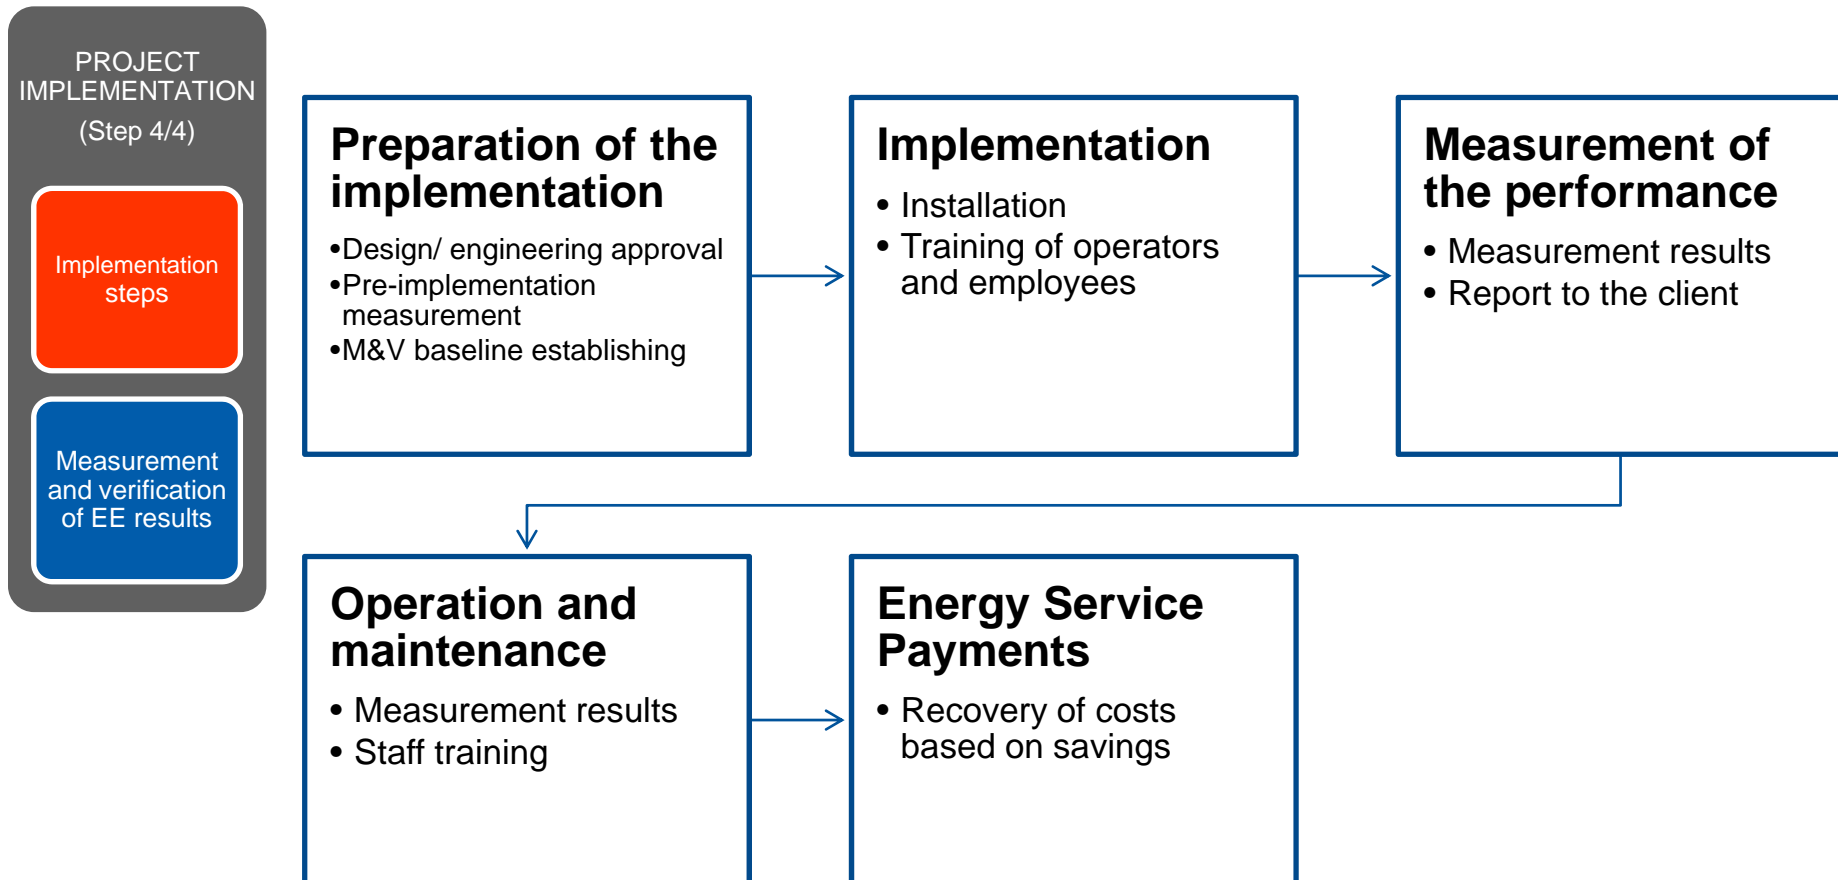 PROJECT
IMPLEMENTATION
(Step 4/4)
Implementation
steps
Measurement
and verification
of EE results
Preparation of the
implementation
•Design/ engineering approval
•Pre-implementation
measurement
•M&V baseline establishing
Implementation
• Installation
• Training of operators
and employees
Measurement of
the performance
• Measurement results
• Report to the client
Operation and
maintenance
• Measurement results
• Staff training
Energy Service
Payments
• Recovery of costs
based on savings